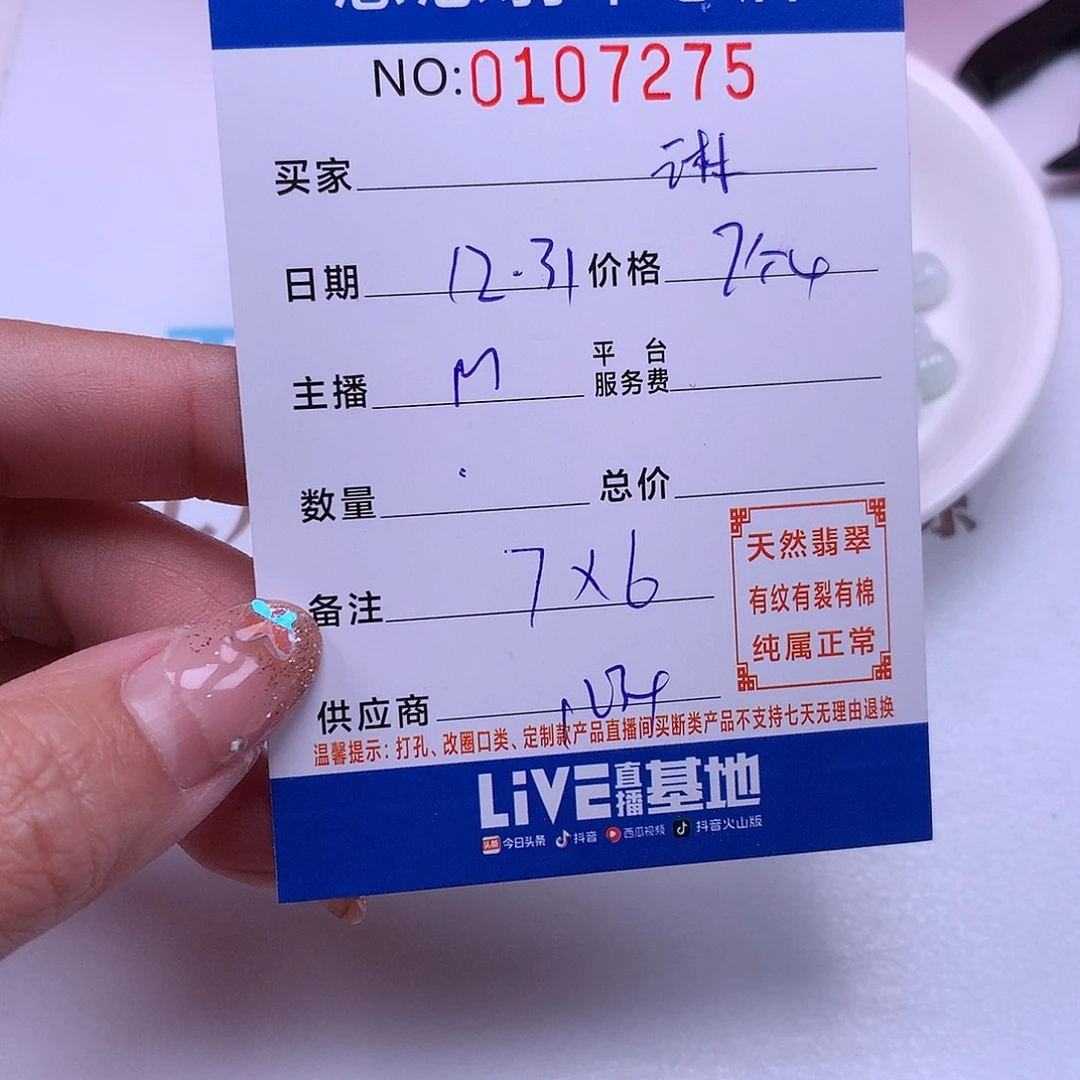 NO:0107275
买家 琳
日期 12.31 价格
主播 M 平台服务费
数量 总价
备注 7×6
天然翡翠
有纹有裂有棉
纯属正常
供应商
温馨提示：打孔、改圈口类、定制款产品直播间买断类产品不支持七天无理由退换
LiVE直播基地
头条 今日头条 抖音 西瓜视频 抖音火山版